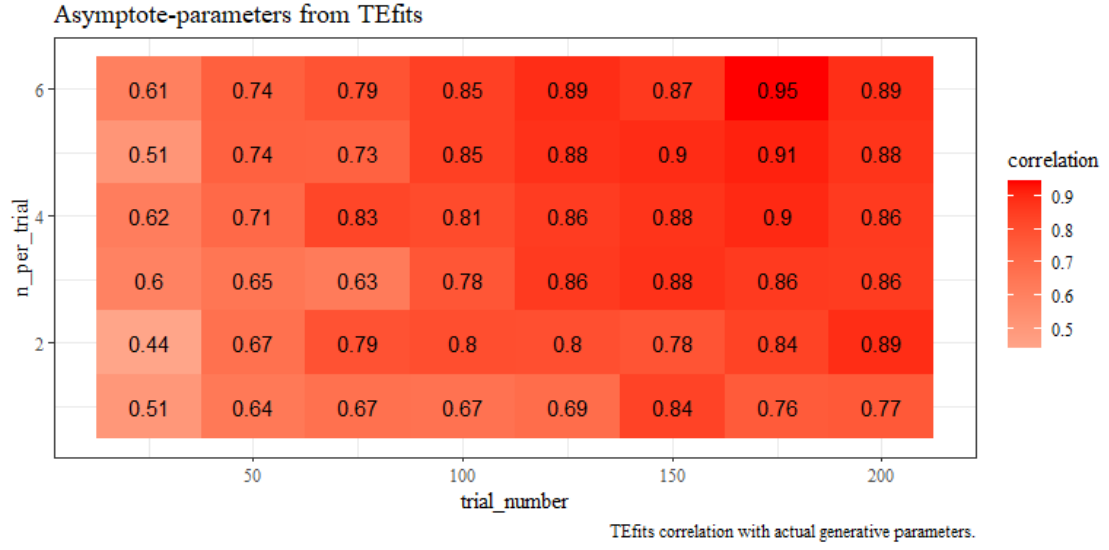 Asymptote-parameters from TEfits
n_per_trial
6
0.61 0.74 0.79 0.85 0.89 0.87 0.95 0.89
0.51 0.74 0.73 0.85 0.88 0.9 0.91 0.88
4
0.62 0.71 0.83 0.81 0.86 0.88 0.9 0.86
0.6 0.65 0.63 0.78 0.86 0.88 0.86 0.86
2
0.44 0.67 0.79 0.8 0.8 0.78 0.84 0.89
0.51 0.64 0.67 0.67 0.69 0.84 0.76 0.77
50 100 150 200
trial_number
correlation
0.9
0.8
0.7
0.6
0.5
TEfits correlation with actual generative parameters.